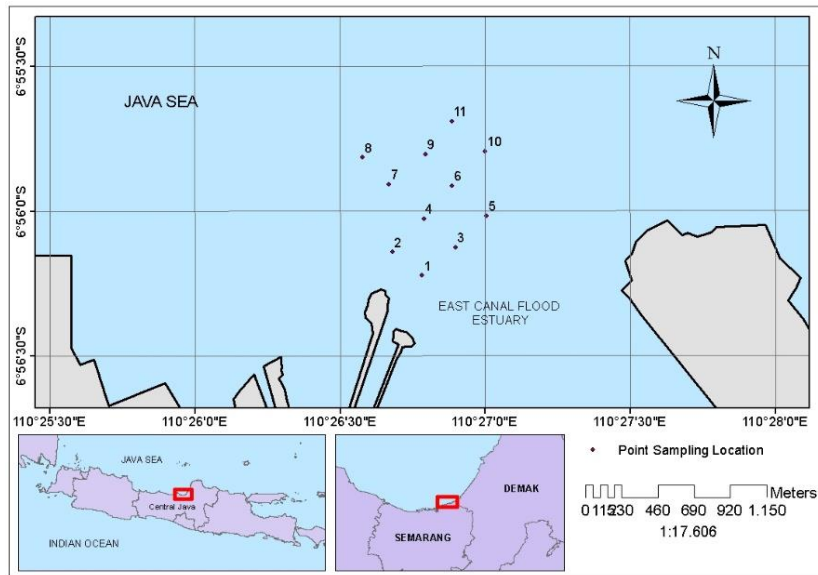 6°55'30"S
6°56'0"S
6°56'30"S
JAVA SEA
N
11
8
9
10
7
6
4
5
2
3
1
EAST CANAL FLOOD
ESTUARY
110°25'30"E
110°26'0"E
110°26'30"E
110°27'0"E
110°27'30"E
110°28'0"E
JAVA SEA
Central Java
INDIAN OCEAN
DEMAK
SEMARANG
Point Sampling Location
Meters
0 115 230 460 690 920 1.150
1:17.606